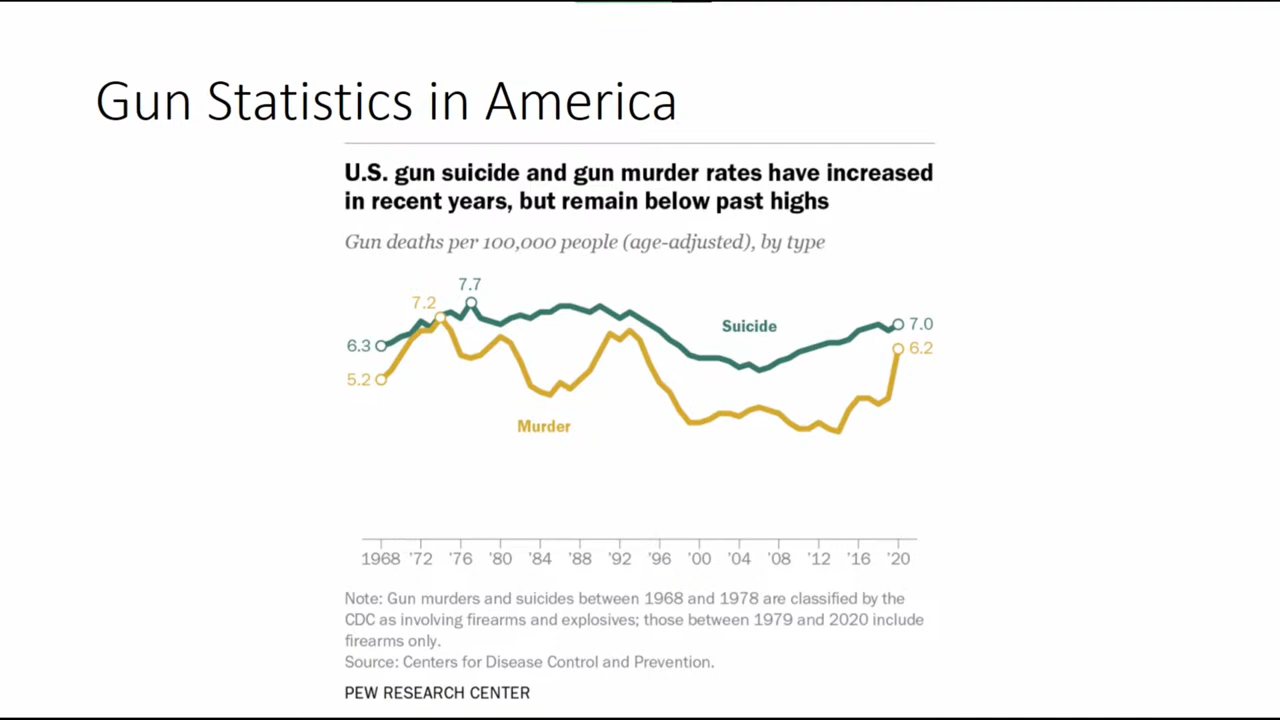 Gun Statistics in America
U.S. gun suicide and gun murder rates have increased
in recent years, but remain below past highs
Gun deaths per 100,000 people (age-adjusted), by type
7.7
7.2
Suicide
7.0
6.3
6.2
5.2
Murder
1968 '72 '76 '80 '84 '88 '92 '96 '00 '04 '08 '12 '16 '20
Note: Gun murders and suicides between 1968 and 1978 are classified by the
CDC as involving firearms and explosives; those between 1979 and 2020 include
firearms only.
Source: Centers for Disease Control and Prevention.
PEW RESEARCH CENTER